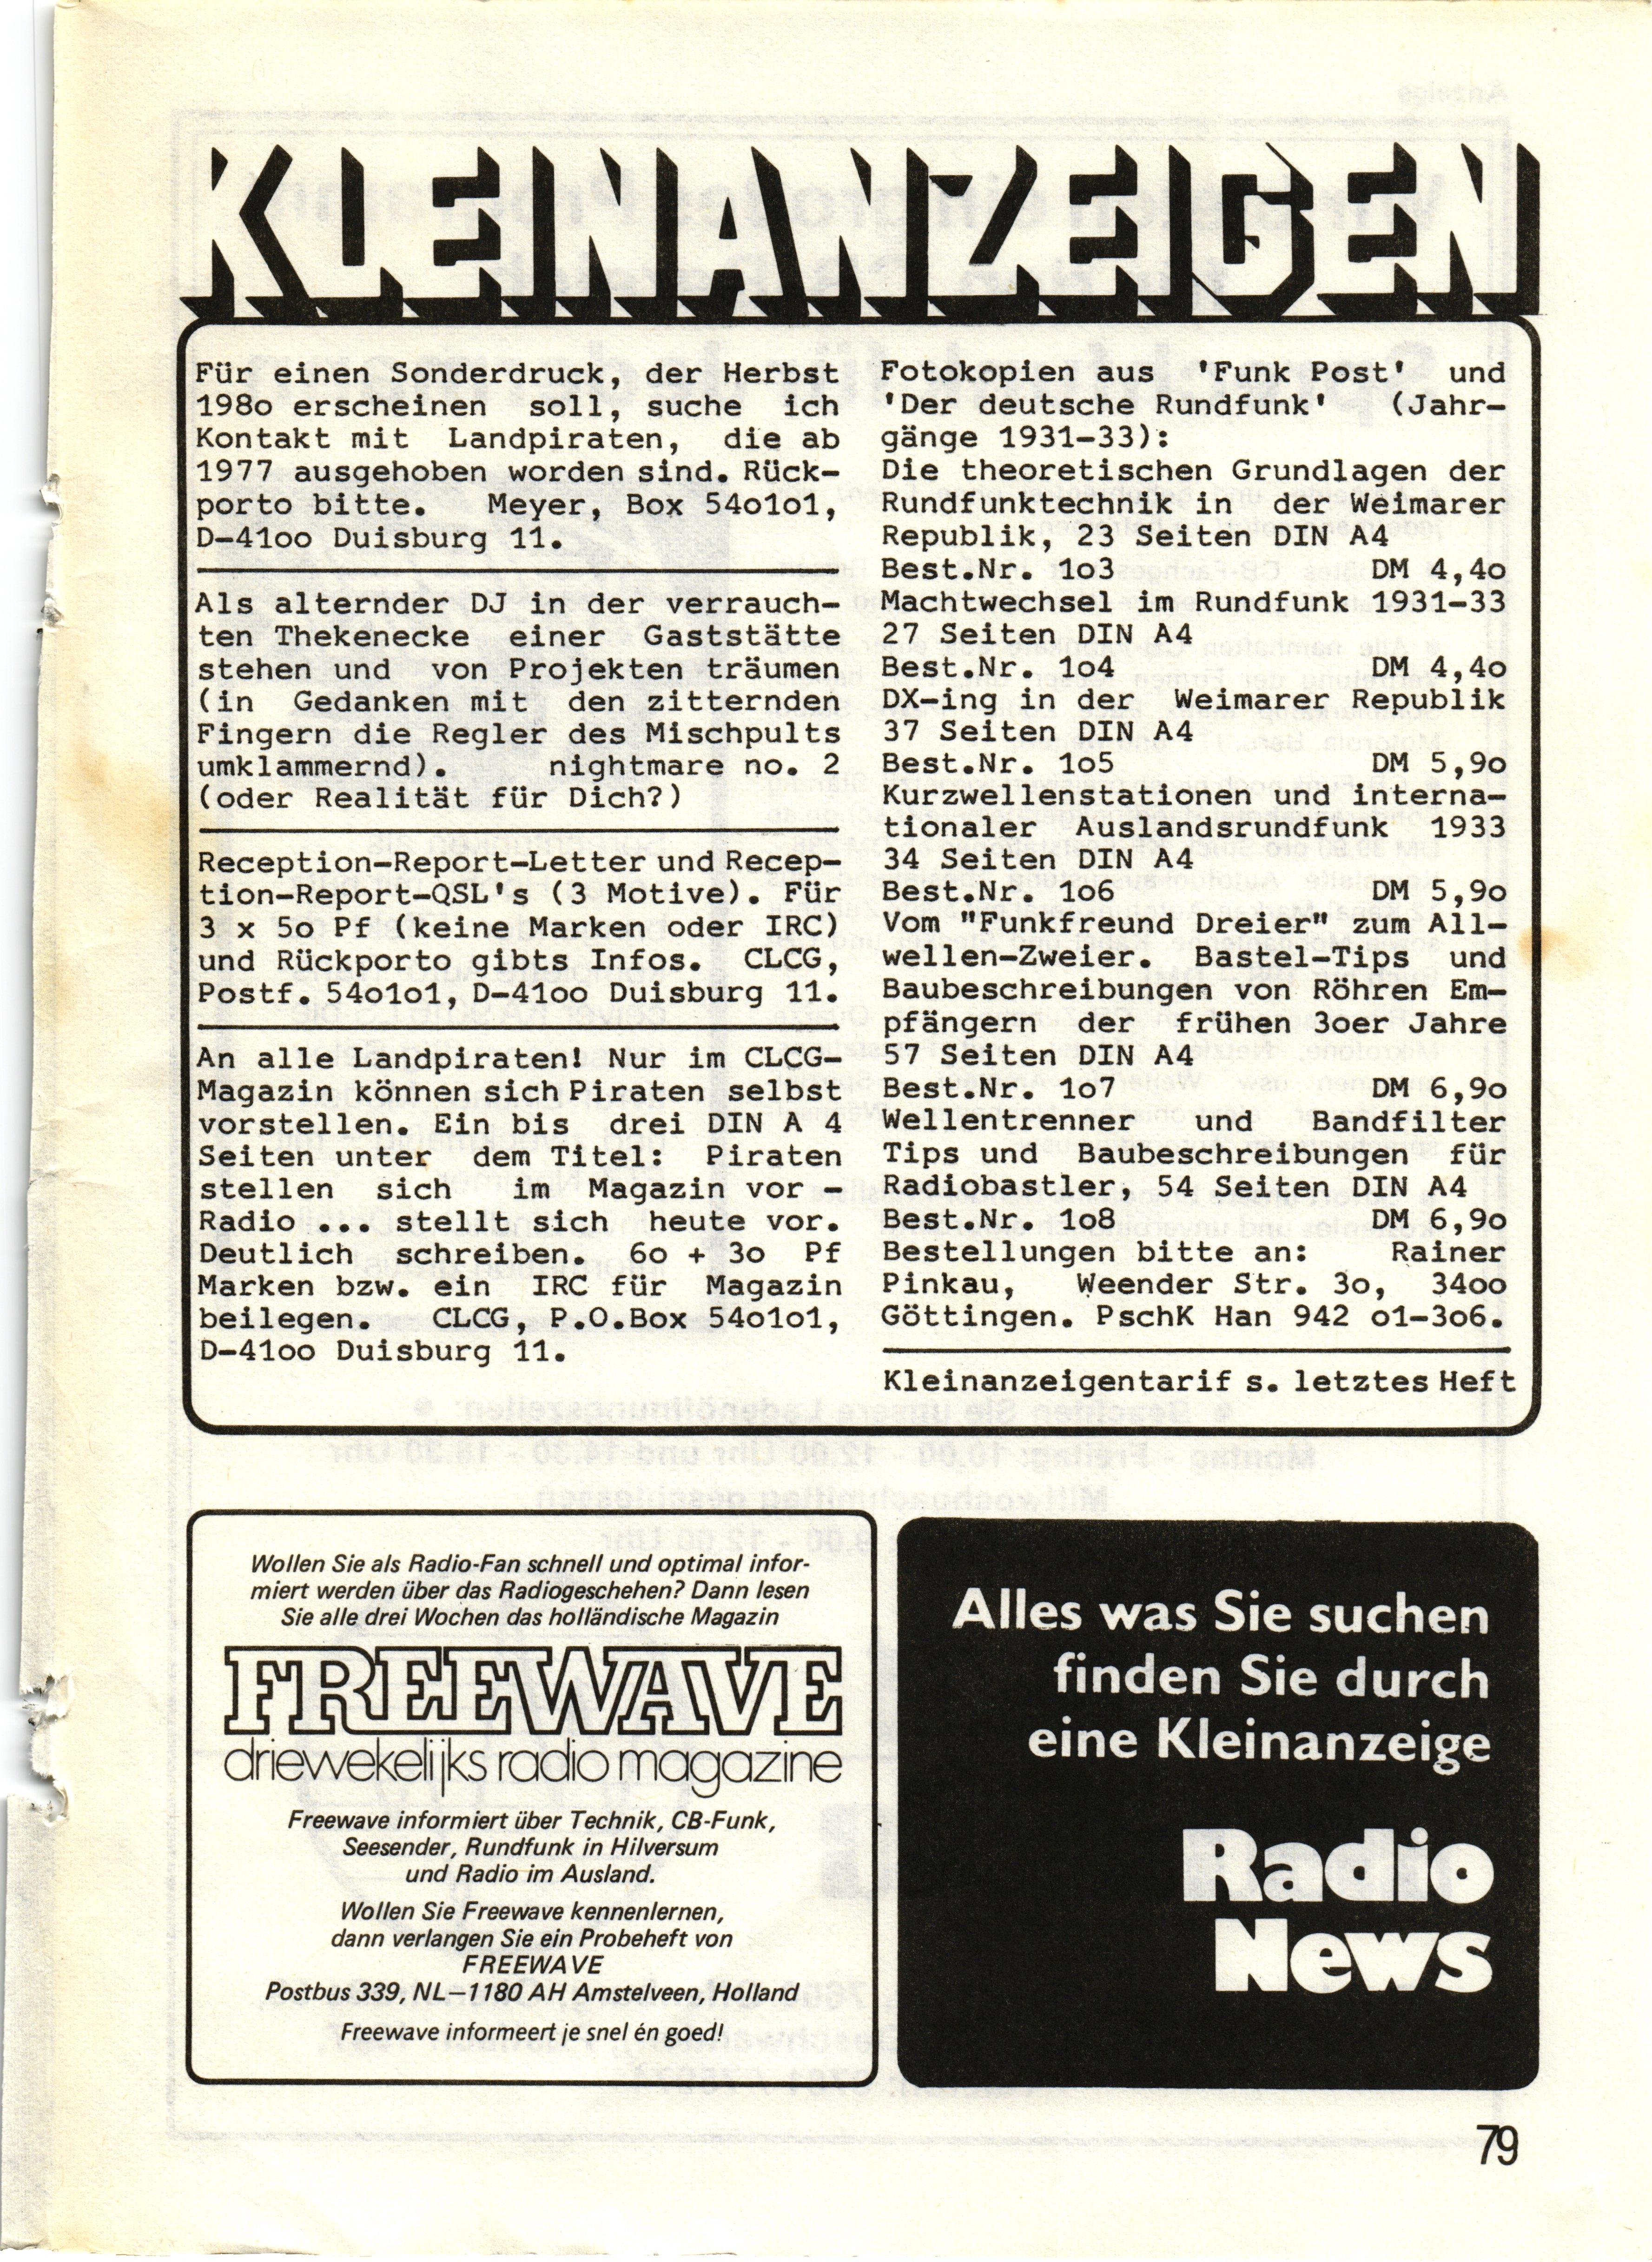 KLEINANZEIGEN
Für einen Sonderdruck, der Herbst
198o erscheinen soll, suche ich
Kontakt mit Landpiraten, die ab
1977 ausgehoben worden sind. Rück-
porto bitte. Meyer, Box 54o1o1,
D-41oo Duisburg 11.
Als alternder DJ in der verrauch-
ten Thekenecke einer Gaststätte
stehen und von Projekten träumen
(in Gedanken mit den zitternden
Fingern die Regler des Mischpults
umklammernd). nightmare no. 2
(oder Realität für Dich?)
Reception-Report-Letter und Recep-
tion-Report-QSL's (3 Motive). Für
3 x 5o Pf (keine Marken oder IRC)
und Rückporto gibts Infos. CLCG,
Postf. 54o1o1, D-41oo Duisburg 11.
An alle Landpiraten! Nur im CLCG-
Magazin können sich Piraten selbst
vorstellen. Ein bis drei DIN A 4
Seiten unter dem Titel: Piraten
stellen sich im Magazin vor -
Radio ... stellt sich heute vor.
Deutlich schreiben. 6o + 3o Pf
Marken bzw. ein IRC für Magazin
beilegen. CLCG, P.O.Box 54o1o1,
D-41oo Duisburg 11.
Fotokopien aus 'Funk Post' und
'Der deutsche Rundfunk' (Jahr-
gänge 1931-33):
Die theoretischen Grundlagen der
Rundfunktechnik in der Weimarer
Republik, 23 Seiten DIN A4
Best.Nr. 1o3 DM 4,4o
Machtwechsel im Rundfunk 1931-33
27 Seiten DIN A4
Best.Nr. 1o4 DM 4,4o
DX-ing in der Weimarer Republik
37 Seiten DIN A4
Best.Nr. 1o5 DM 5,9o
Kurzwellenstationen und interna-
tionaler Auslandsrundfunk 1933
34 Seiten DIN A4
Best.Nr. 1o6 DM 5,9o
Vom "Funkfreund Dreier" zum All-
wellen-Zweier. Bastel-Tips und
Baubeschreibungen von Röhren Em-
pfängern der frühen 3oer Jahre
57 Seiten DIN A4
Best.Nr. 1o7 DM 6,9o
Wellentrenner und Bandfilter
Tips und Baubeschreibungen für
Radiobastler, 54 Seiten DIN A4
Best.Nr. 1o8 DM 6,9o
Bestellungen bitte an: Rainer
Pinkau, Weender Str. 3o, 34oo
Göttingen. PschK Han 942 o1-3o6.
Kleinanzeigentarif s. letztes Heft
Wollen Sie als Radio-Fan schnell und optimal infor-
miert werden über das Radiogeschehen? Dann lesen
Sie alle drei Wochen das holländische Magazin
FREEWAVE
driewekelijks radio magazine
Freewave informiert über Technik, CB-Funk,
Seesender, Rundfunk in Hilversum
und Radio im Ausland.
Wollen Sie Freewave kennenlernen,
dann verlangen Sie ein Probeheft von
FREEWAVE
Postbus 339, NL–1180 AH Amstelveen, Holland
Freewave informeert je snel én goed!
Alles was Sie suchen
finden Sie durch
eine Kleinanzeige
Radio
News
79